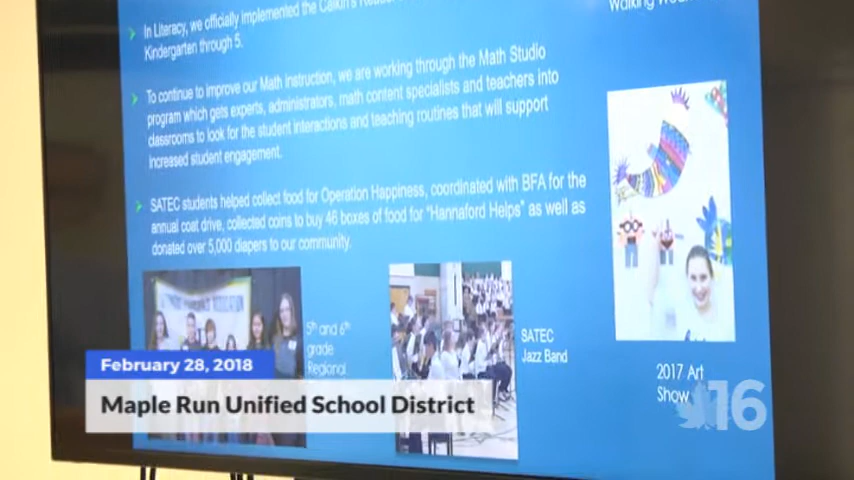 In Literacy, we officially implemented the
Kindergarten through 5.
To continue to improve our Math Instruction, we are working through the Math Studio
program which gets experts, administrators, math content specialists and teachers into
classrooms to look for the student interactions and teaching routines that will support
increased student engagement.
SATEC students helped collect food for Operation Happiness, coordinated with BFA for the
annual coat drive, collected coins to buy 46 boxes of food for "Hannaford Helps" as well as
donated over 5,000 diapers to our community.
5th and 6th
grade
Regional
SATEC
Jazz Band
2017 Art
Show
February 28, 2018
Maple Run Unified School District
16